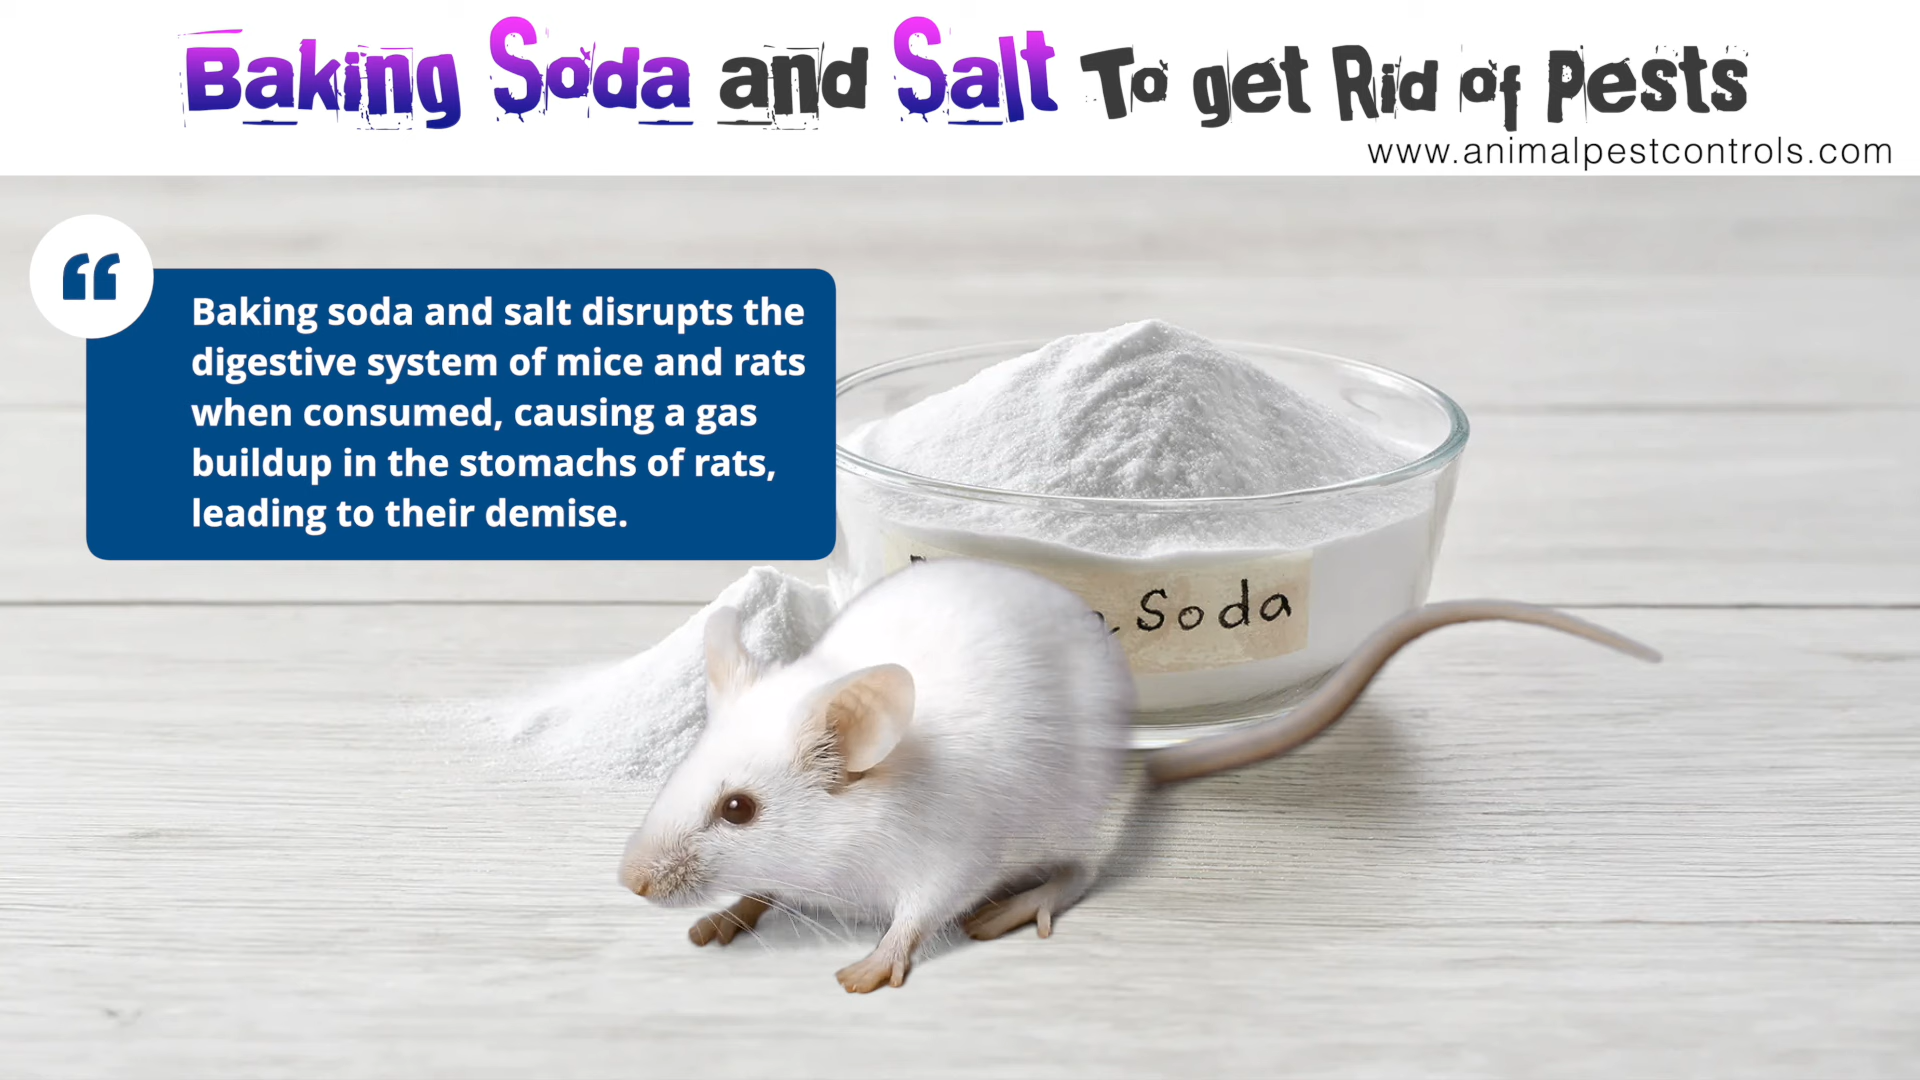 Baking Soda and Salt To get Rid of Pests
www.animalpestcontrols.com
“
Baking soda and salt disrupts the
digestive system of mice and rats
when consumed, causing a gas
buildup in the stomachs of rats,
leading to their demise.
Soda